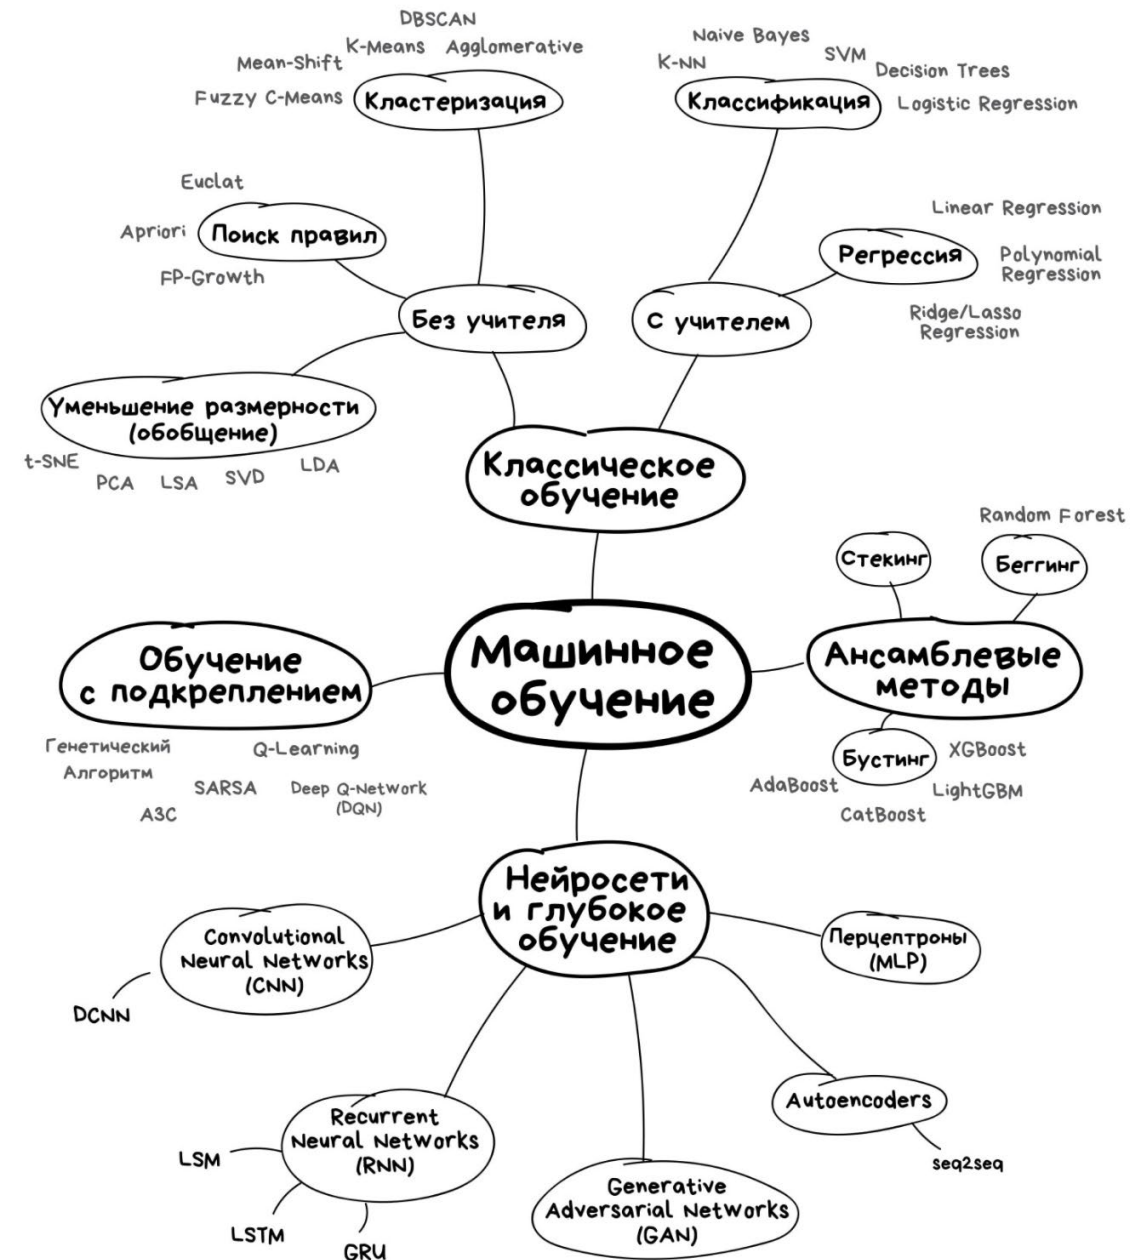 DBSCAN
K-Means
Agglomerative
Mean-Shift
Fuzzy C-Means
Кластеризация
Naive Bayes
K-NN
SVM
Decision Trees
Классификация
Logistic Regression
Euclat
Apriori
Поиск правил
FP-Growth
Linear Regression
Регрессия
Polynomial
Regression
Ridge/Lasso
Regression
Без учителя
С учителем
Уменьшение размерности
(обобщение)
t-SNE
PCA
LSA
SVD
LDA
Классическое
обучение
Random Forest
Стекинг
Беггинг
Обучение
с подкреплением
Машинное
обучение
Ансамблевые
методы
Генетический
Алгоритм
Q-Learning
SARSA
Deep Q-Network
(DQN)
A3C
Бустинг
XGBoost
AdaBoost
LightGBM
CatBoost
Нейросети
и глубокое
обучение
Convolutional
Neural Networks
(CNN)
DCNN
Перцептроны
(MLP)
Autoencoders
seq2seq
Recurrent
Neural Networks
(RNN)
LSM
LSTM
GRU
Generative
Adversarial Networks
(GAN)